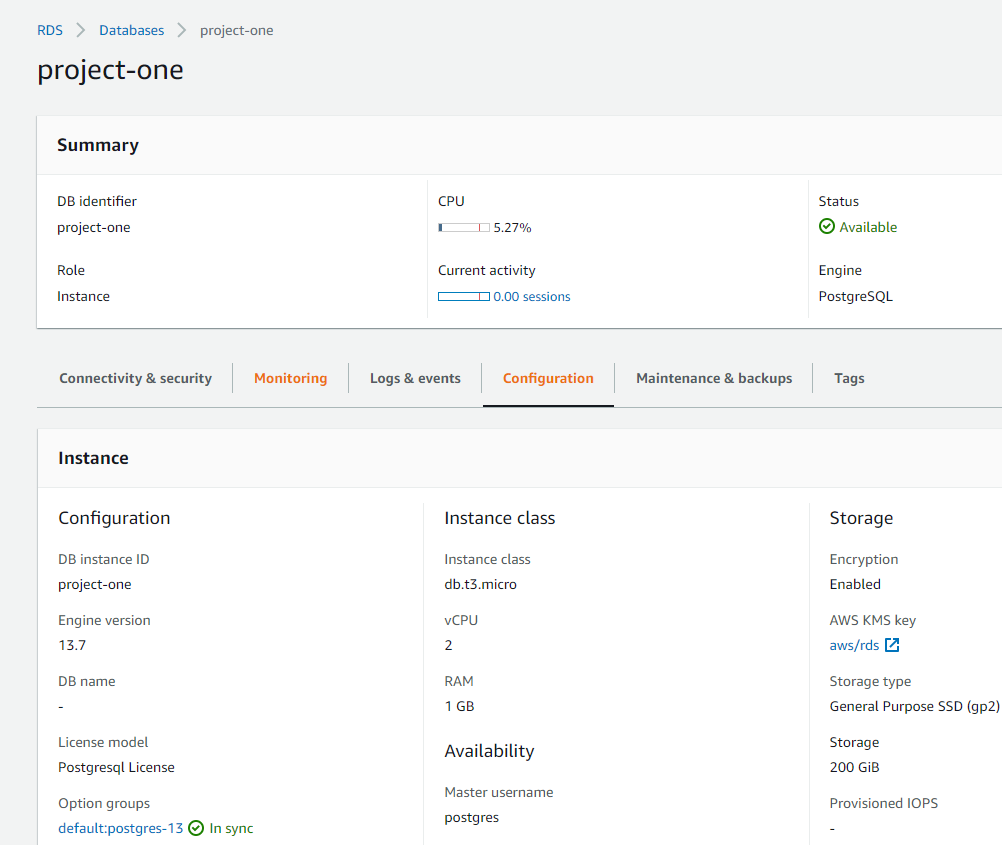 RDS > Databases > project-one
project-one
Summary
DB identifier
project-one
Role
Instance
CPU
5.27%
Current activity
0.00 sessions
Status
Available
Engine
PostgreSQL
Connectivity & security
Monitoring
Logs & events
Configuration
Maintenance & backups
Tags
Instance
Configuration
DB instance ID
project-one
Engine version
13.7
DB name
-
License model
Postgresql License
Option groups
default:postgres-13 In sync
Instance class
Instance class
db.t3.micro
vCPU
2
RAM
1 GB
Availability
Master username
postgres
Storage
Encryption
Enabled
AWS KMS key
aws/rds
Storage type
General Purpose SSD (gp2)
Storage
200 GiB
Provisioned IOPS
-